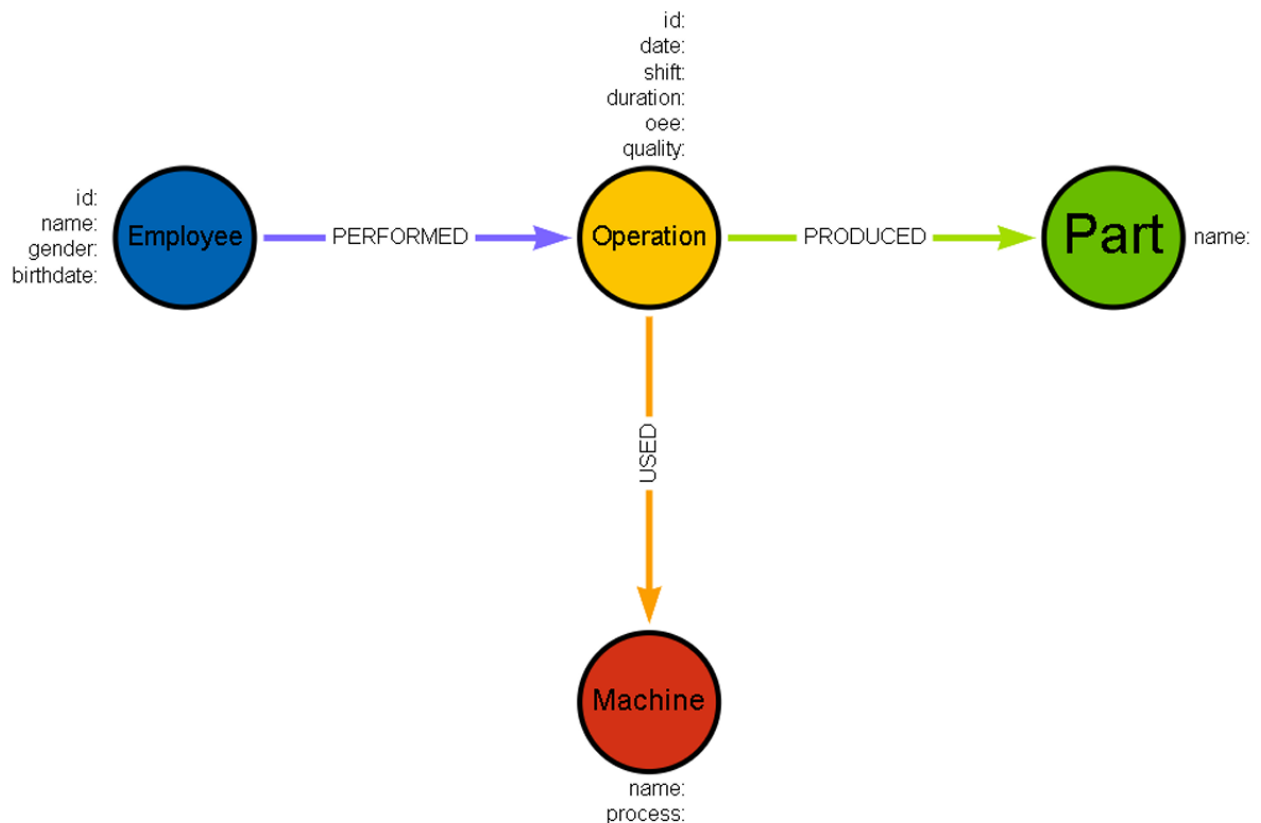 id:
date:
shift:
duration:
oee:
quality:
id:
name:
gender:
birthdate:
Employee
PERFORMED
Operation
PRODUCED
Part
name:
USED
Machine
name:
process: